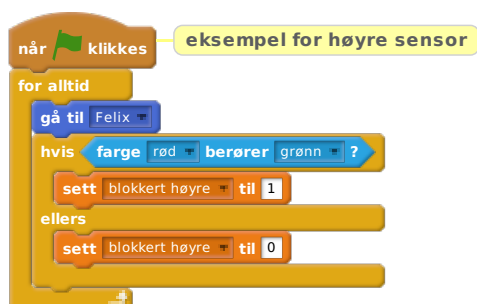 når klikkes
eksempel for høyre sensor
for alltid
gå til Felix
hvis farge rød berører grønn ?
sett blokkert høyre til 1
ellers
sett blokkert høyre til 0